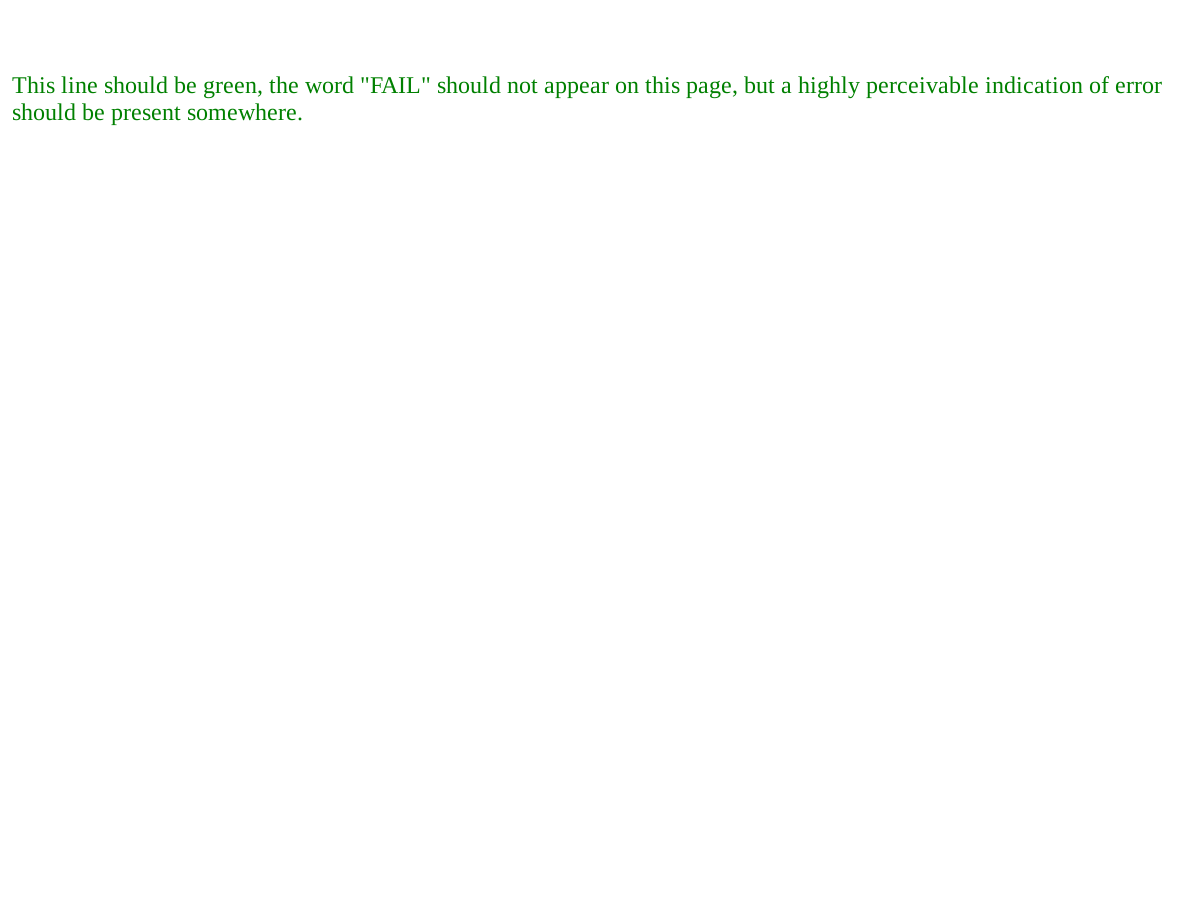 This line should be green, the word "FAIL" should not appear on this page, but a highly perceivable indication of error
should be present somewhere.